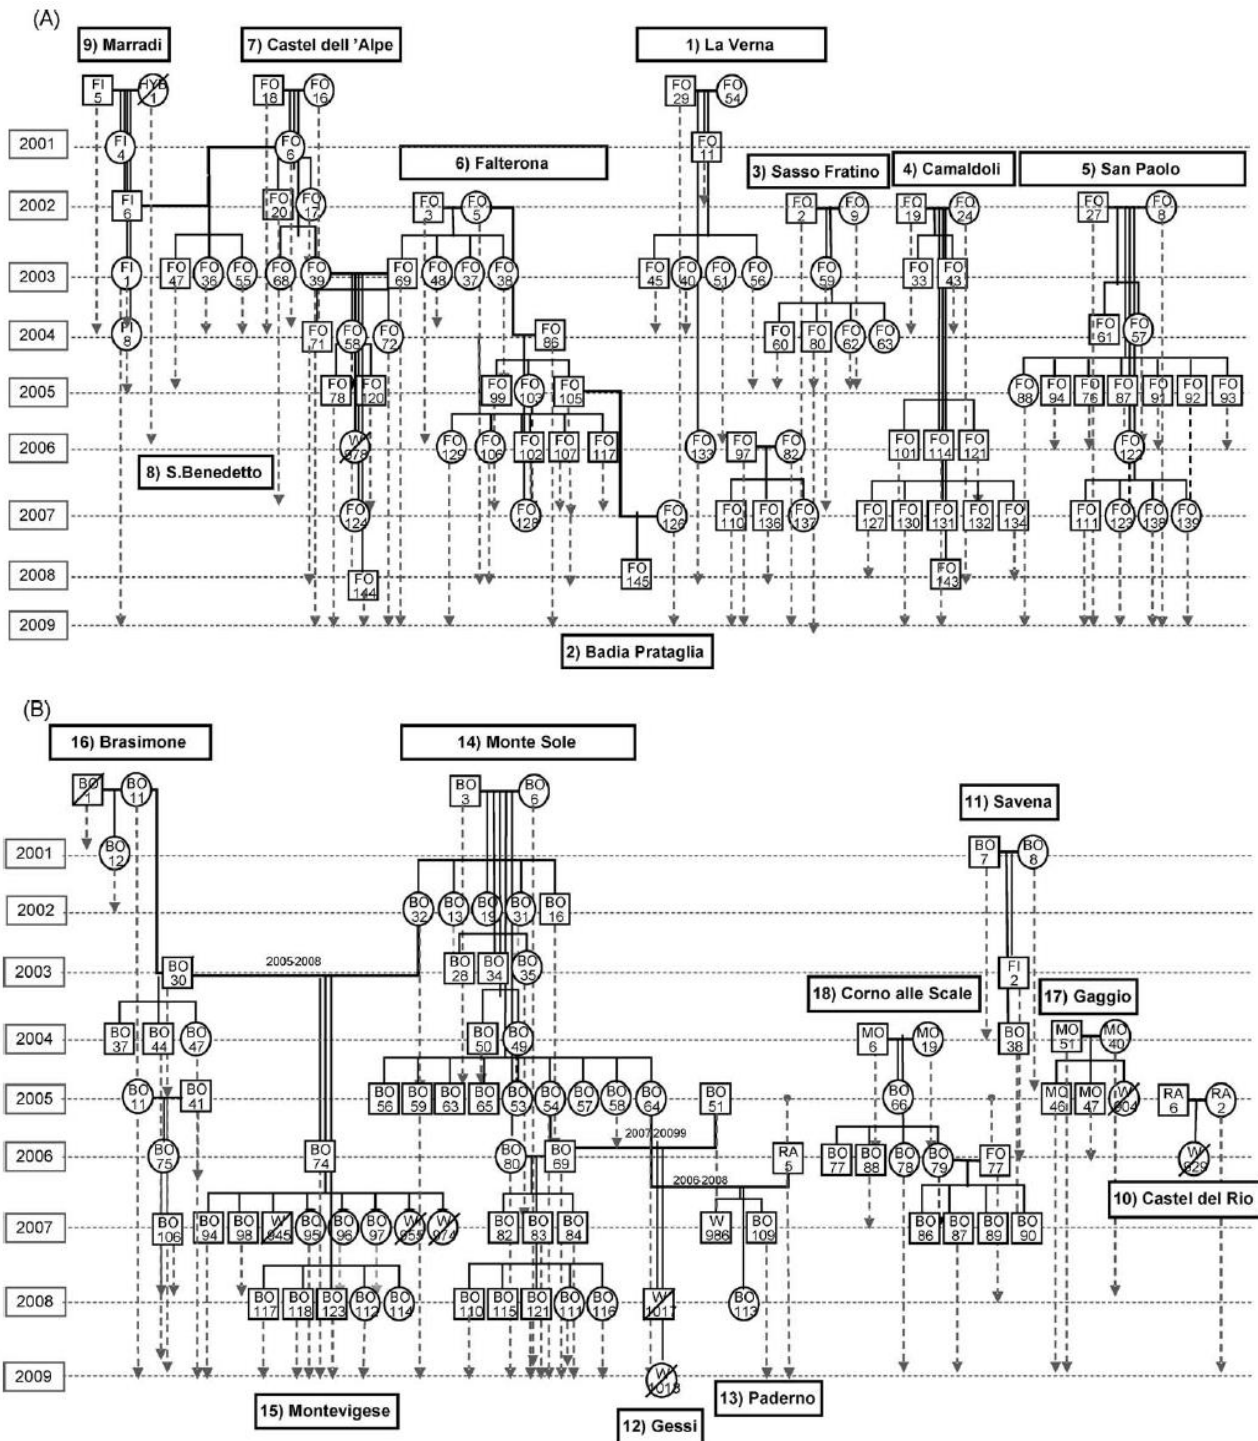 (A)
9) Marradi
7) Castel dell 'Alpe
1) La Verna
FI 5
HYB 1
FO 18
FO 16
FO 29
FO 54
2001
FI 4
FO 6
FO 11
6) Falterona
3) Sasso Fratino
4) Camaldoli
5) San Paolo
2002
FI 6
FO 20
FO 17
FO 3
FO 5
FO 2
FO 9
FO 19
FO 24
FO 27
FO 8
2003
FI 1
FO 47
FO 36
FO 55
FO 68
FO 39
FO 69
FO 48
FO 37
FO 38
FO 45
FO 40
FO 51
FO 56
FO 59
FO 33
FO 43
2004
FI 8
FO 71
FO 58
FO 72
FO 86
FO 60
FO 80
FO 62
FO 63
FO 61
FO 57
2005
FO 78
FO 120
FO 99
FO 103
FO 105
FO 88
FO 94
FO 76
FO 87
FO 91
FO 92
FO 93
2006
W 978
FO 129
FO 106
FO 102
FO 107
FO 117
FO 133
FO 97
FO 82
FO 101
FO 114
FO 121
FO 122
8) S.Benedetto
2007
FO 124
FO 128
FO 126
FO 110
FO 136
FO 137
FO 127
FO 130
FO 131
FO 132
FO 134
FO 111
FO 123
FO 138
FO 139
2008
FO 144
FO 145
FO 143
2009
2) Badia Prataglia
(B)
16) Brasimone
14) Monte Sole
BO 1
BO 11
BO 3
BO 6
11) Savena
2001
BO 12
BO 7
BO 8
2002
BO 32
BO 13
BO 19
BO 31
BO 16
2003
BO 30
2005-2008
BO 28
BO 34
BO 35
FI 2
18) Corno alle Scale
17) Gaggio
2004
BO 37
BO 44
BO 47
BO 50
BO 49
MO 6
MO 19
BO 38
MO 51
MO 40
2005
BO 11
BO 41
BO 56
BO 59
BO 63
BO 65
BO 53
BO 54
BO 57
BO 58
BO 64
BO 51
BO 66
MO 46
MO 47
W 904
RA 6
RA 2
2007-20099
2006
BO 75
BO 74
BO 80
BO 69
RA 5
BO 77
BO 88
BO 78
BO 79
FO 77
W 929
2006-2008
10) Castel del Rio
2007
BO 106
BO 94
BO 98
W 945
BO 95
BO 96
BO 97
W 955
W 974
BO 82
BO 83
BO 84
W 986
BO 109
BO 86
BO 87
BO 89
BO 90
2008
BO 117
BO 118
BO 123
BO 112
BO 114
BO 110
BO 115
BO 121
BO 111
BO 116
W 1017
BO 113
2009
W 1018
15) Montevigese
12) Gessi
13) Paderno